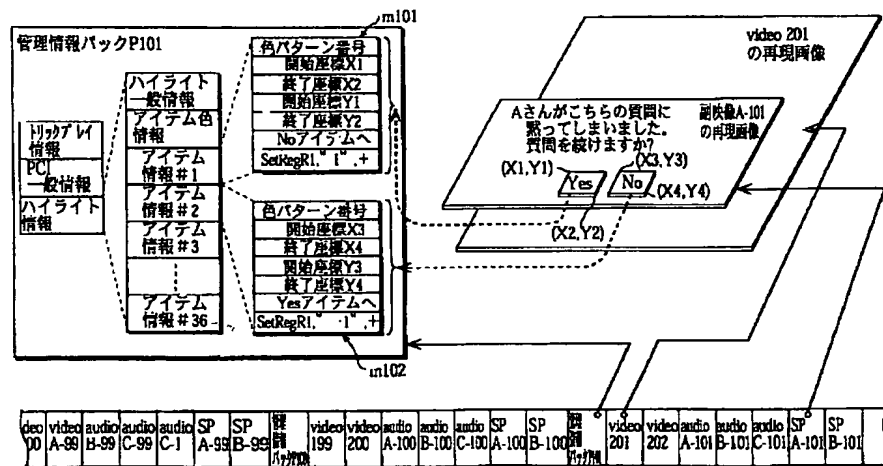 管理情報パックP101
トリックプレイ
情報
PCI
一般情報
ハイライト
情報
ハイライト
一般情報
アイテム色
情報
アイテム
情報#1
アイテム
情報#2
アイテム
情報#3
アイテム
情報#36
m101
色パターン番号
開始座標X1
終了座標X2
開始座標Y1
終了座標Y2
Noアイテムへ
SetRegR1,"1",+
色パターン番号
開始座標X3
終了座標X4
開始座標Y3
終了座標Y4
Yesアイテムへ
SetRegR1,"-1",+
m102
video 201
の再現画像
Aさんがこちらの質問に
黙ってしまいました。
質問を続けますか?
副映像A-101
の再現画像
(X1,Y1)
(X3,Y3)
Yes
No
(X4,Y4)
(X2,Y2)
video A-99
audio B-99
audio C-99
audio C-1
SP A-99
SP B-99
video 199
video 200
audio A-100
audio B-100
audio C-100
SP A-100
SP B-100
video 201
video 202
audio A-101
audio B-101
audio C-101
SP A-101
SP B-101